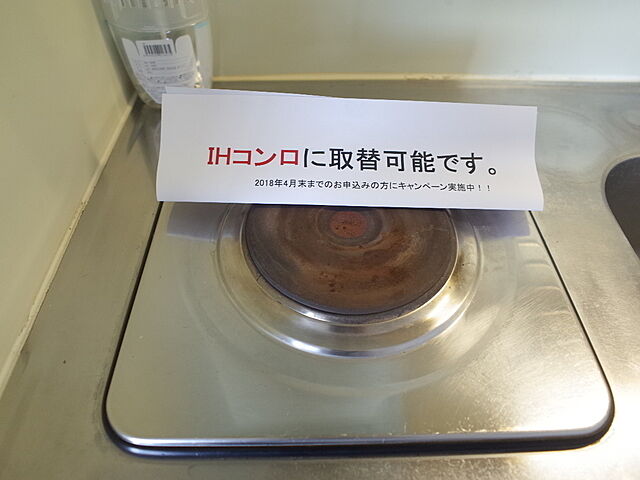 IHコンロに取替可能です。
2018年4月末までのお申込みの方にキャンペーン実施中！！